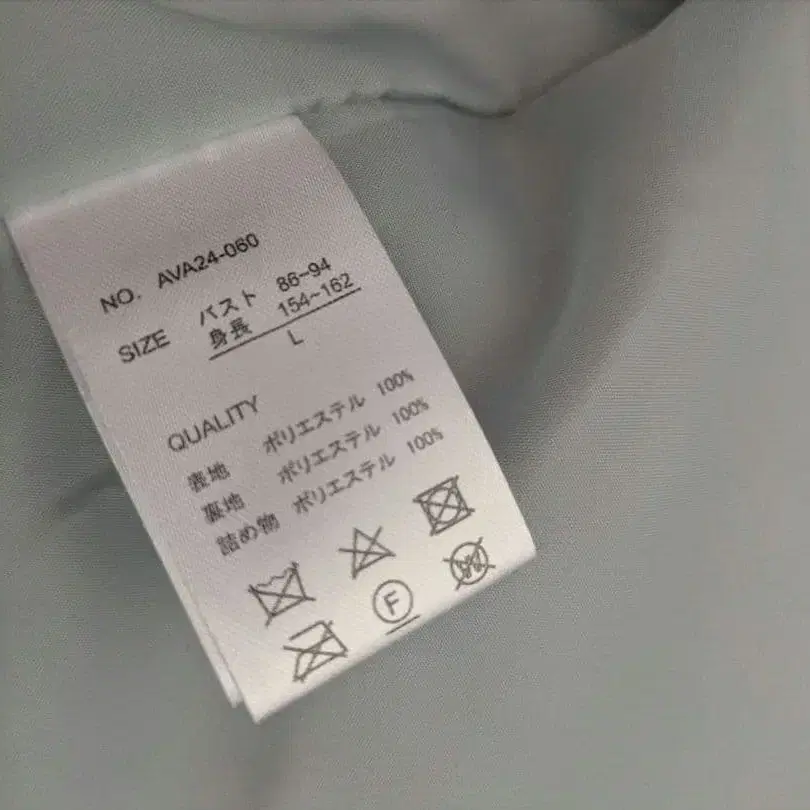 NO. AVA24-060
SIZE バスト 86~94
身長 154~162
L
QUALITY
表地 ポリエステル 100%
裏地 ポリエステル 100%
詰め物 ポリエステル 100%
F
W